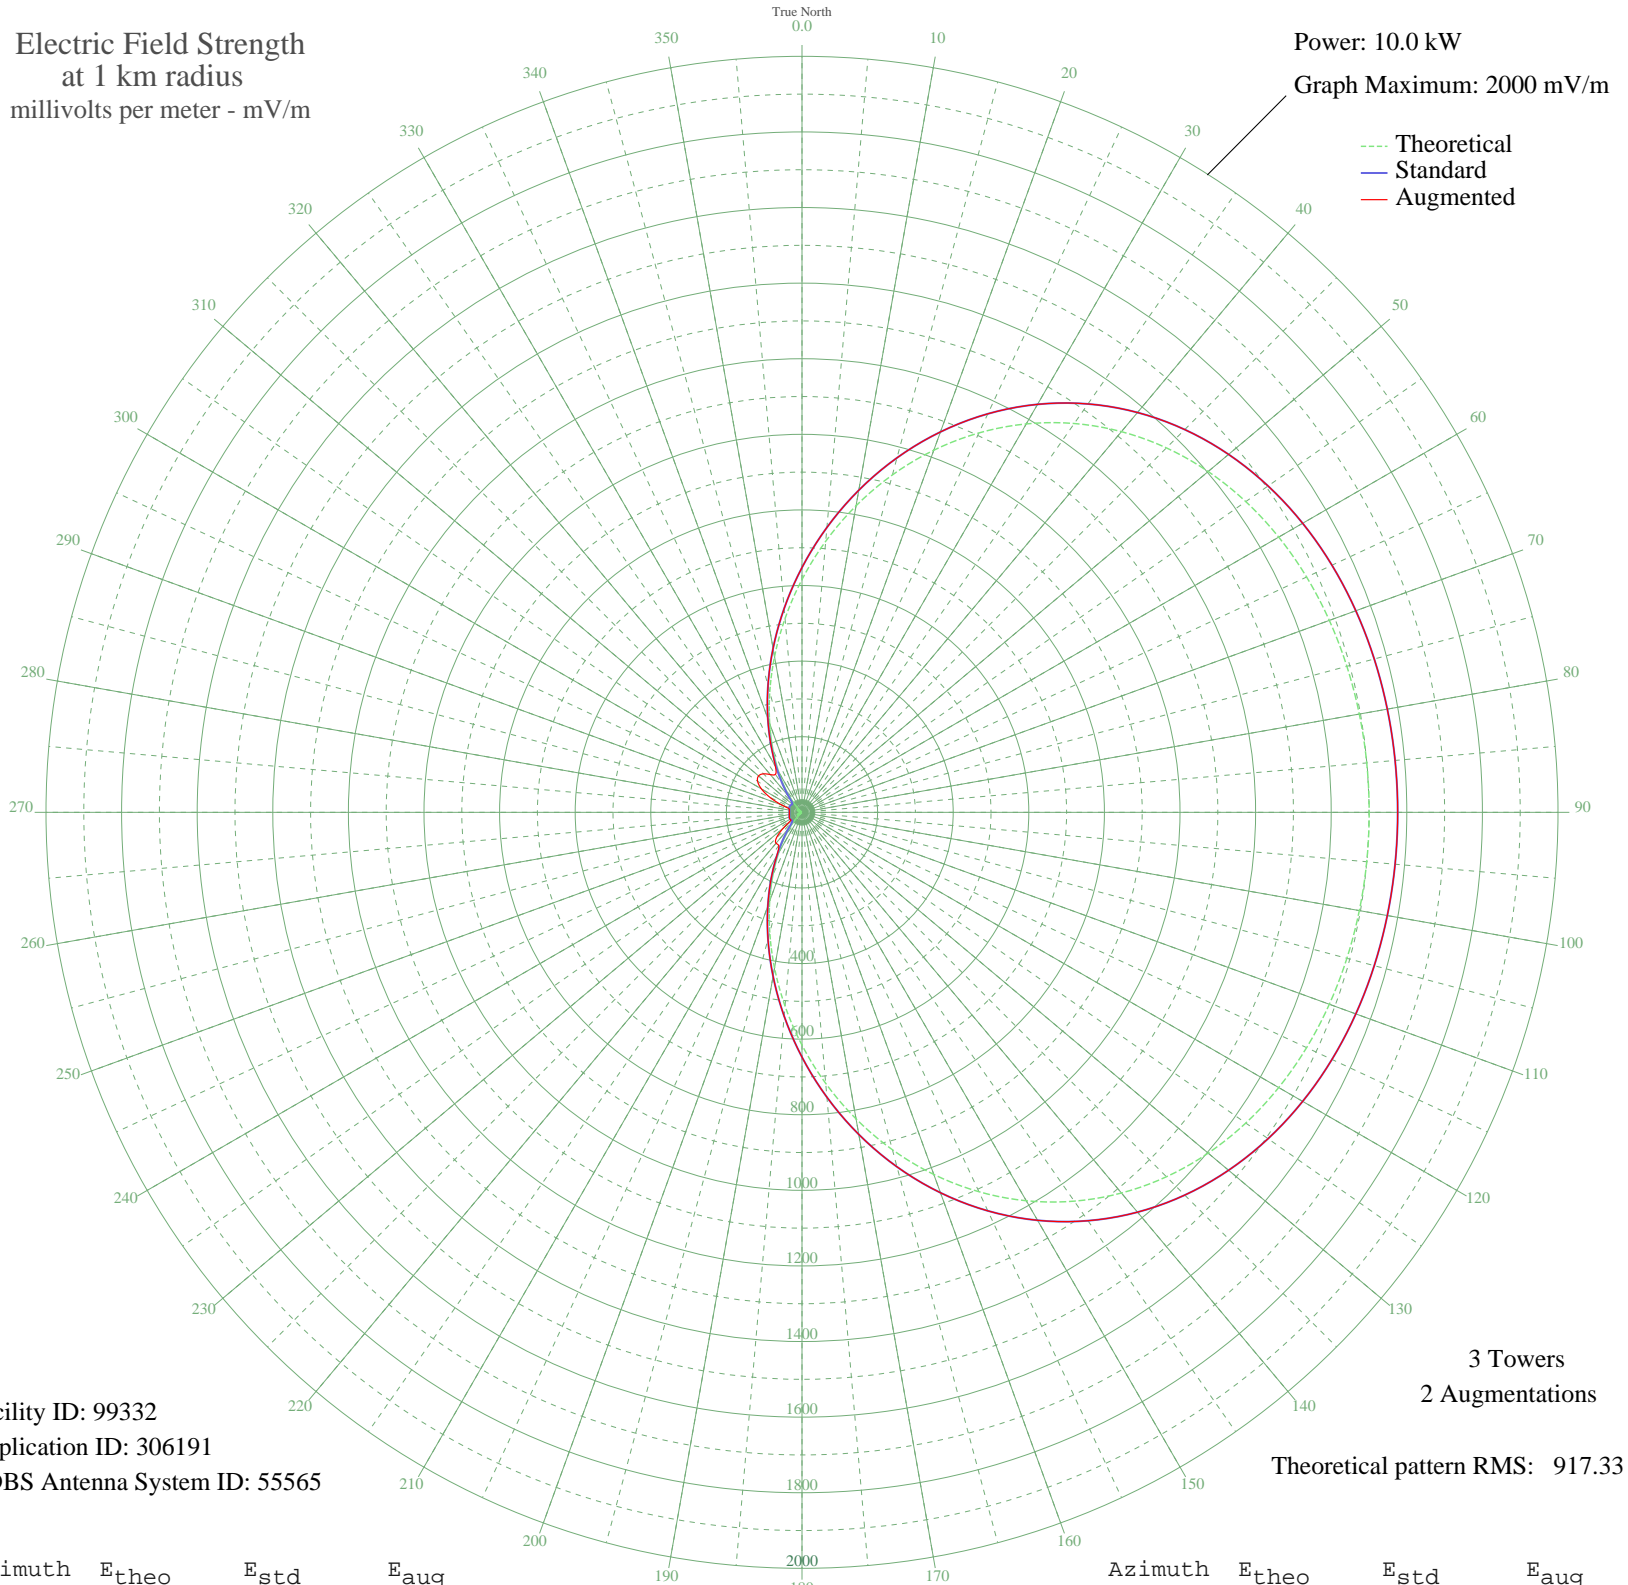 True North
0.0
Electric Field Strength
at 1 km radius
millivolts per meter - mV/m
Power: 10.0 kW
Graph Maximum: 2000 mV/m
Theoretical
Standard
Augmented
350
10
340
20
330
30
320
40
310
50
300
60
290
70
280
80
270
90
260
100
250
110
240
120
230
130
220
140
210
150
200
160
190
170
400
600
800
1000
1200
1400
1600
1800
2000
3 Towers
2 Augmentations
Theoretical pattern RMS: 917.33
cility ID: 99332
plication ID: 306191
DBS Antenna System ID: 55565
imuth Etheo Estd Eaug
Azimuth Etheo Estd Eaug